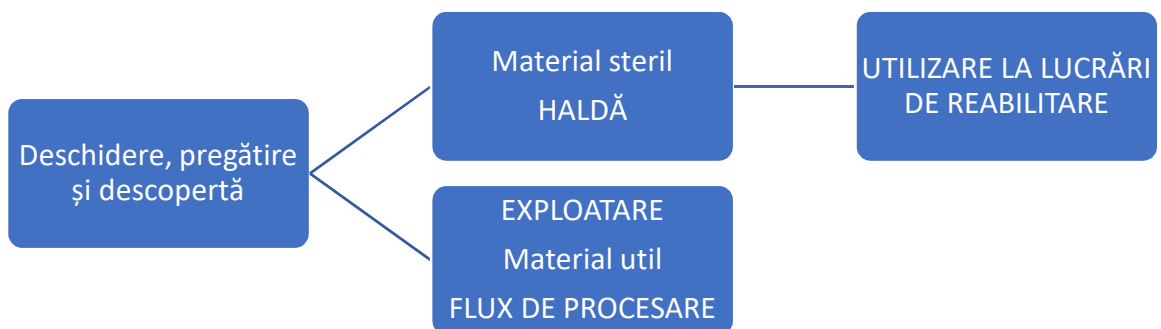 Deschidere, pregătire
și descopertă
Material steril
HALDĂ
UTILIZARE LA LUCRĂRI
DE REABILITARE
EXPLOATARE
Material util
FLUX DE PROCESARE